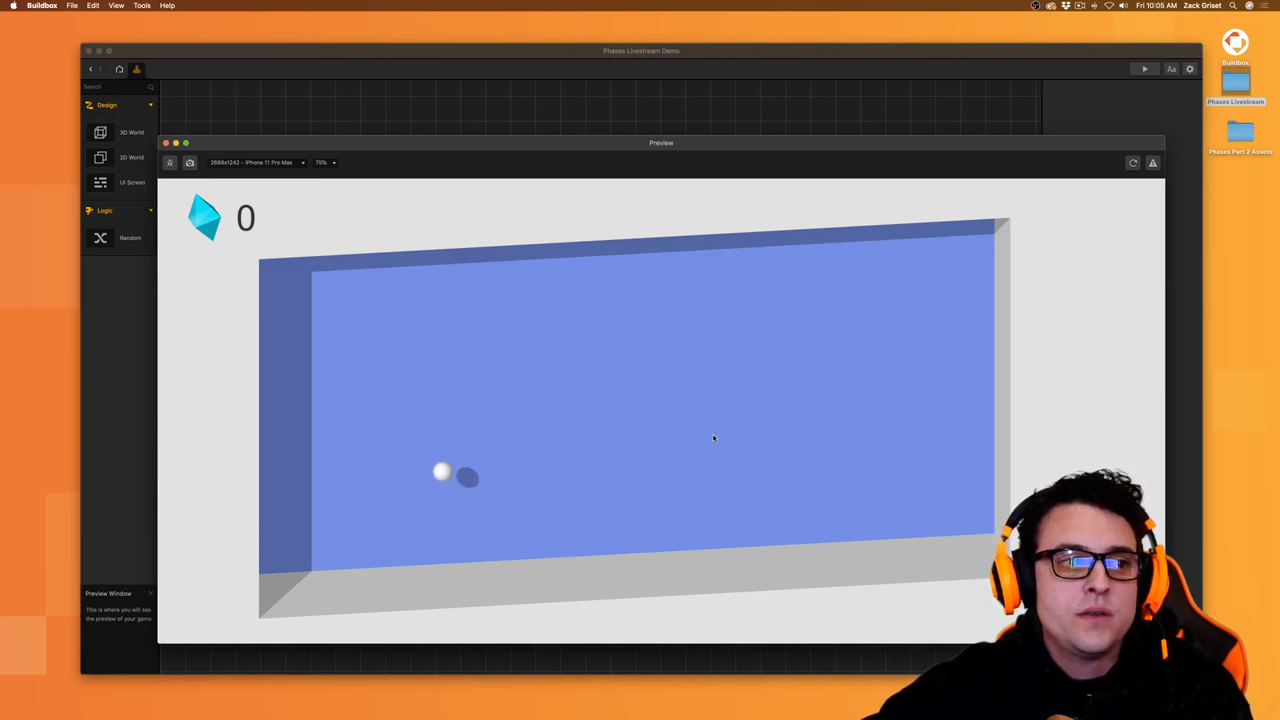 Buildbox File Edit View Tools Help
Fri 10:05 AM Zack Griset
Phases Livestream Demo
Aa
Search
Design
3D World
2D World
UI Screen
Logic
Random
Preview
2688x1242 - iPhone 11 Pro Max 75%
0
Preview Window
This is where you will see
the preview of your game.
Buildbox
Phases Livestream
Phases Part 2 Assets